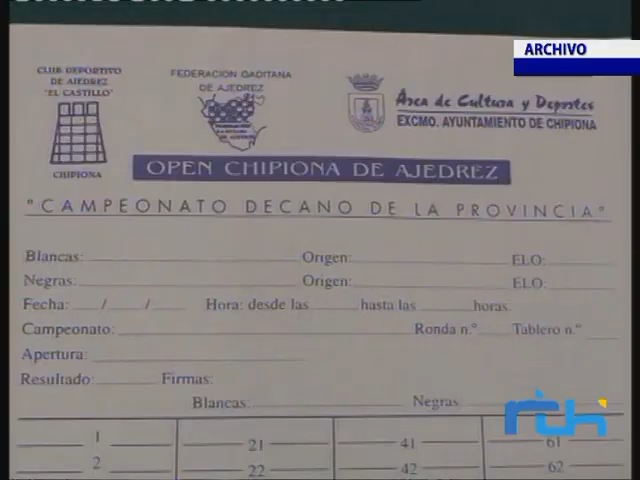 ARCHIVO
CLUB DEPORTIVO
DE AJEDREZ
"EL CASTILLO"
CHIPIONA
FEDERACION GADITANA
DE AJEDREZ
Área de Cultura y Deportes
EXCMO. AYUNTAMIENTO DE CHIPIONA
OPEN CHIPIONA DE AJEDREZ
"CAMPEONATO DECANO DE LA PROVINCIA"
Blancas: Origen: ELO:
Negras: Origen: ELO:
Fecha: / / Hora: desde las hasta las horas.
Campeonato: Ronda n.º Tablero n.º
Apertura:
Resultado: Firmas:
Blancas: Negras
1 21 41 61
2 22 42 62
rch